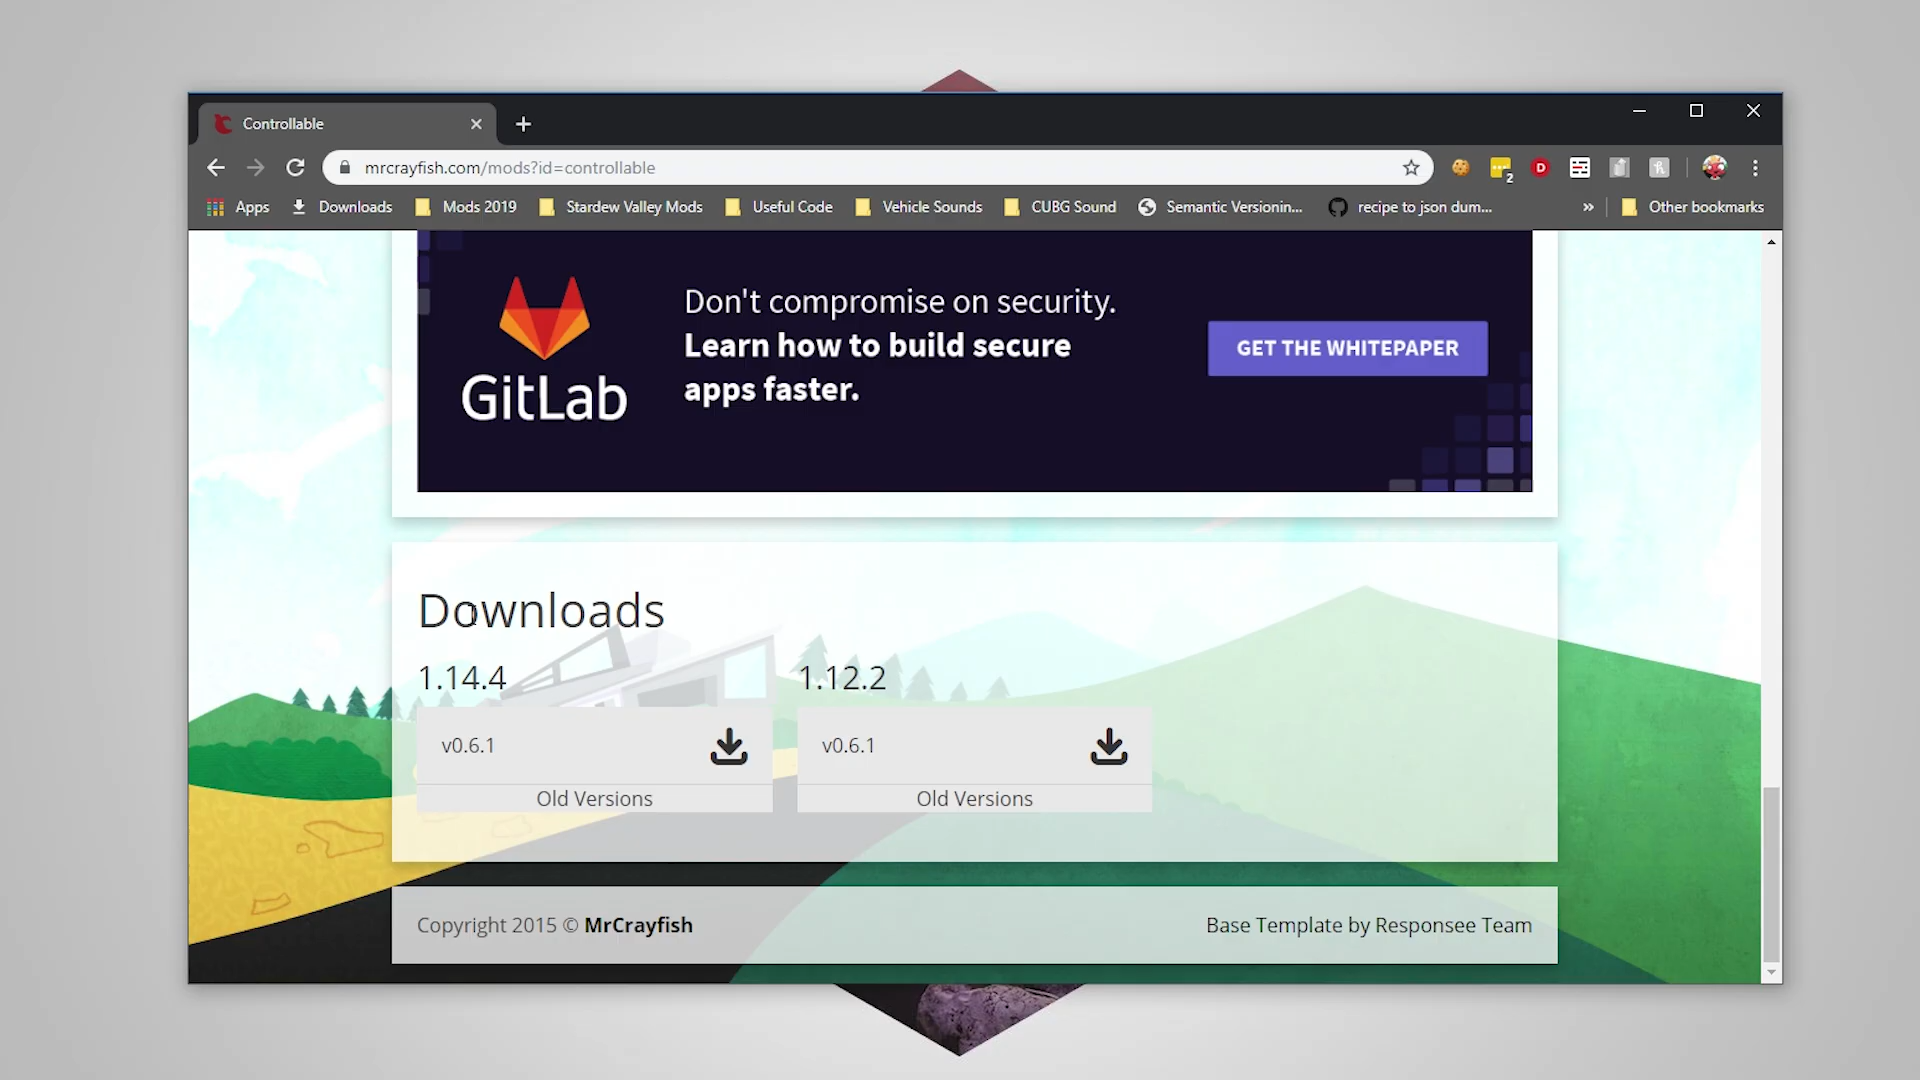 Controllable
mrcrayfish.com/mods?id=controllable
2
D
Apps
Downloads
Mods 2019
Stardew Valley Mods
Useful Code
Vehicle Sounds
CUBG Sound
Semantic Versionin...
recipe to json dum...
»
Other bookmarks
GitLab
Don't compromise on security.
Learn how to build secure
apps faster.
GET THE WHITEPAPER
Downloads
1.14.4
1.12.2
v0.6.1
v0.6.1
Old Versions
Old Versions
Copyright 2015 © MrCrayfish
Base Template by Responsee Team